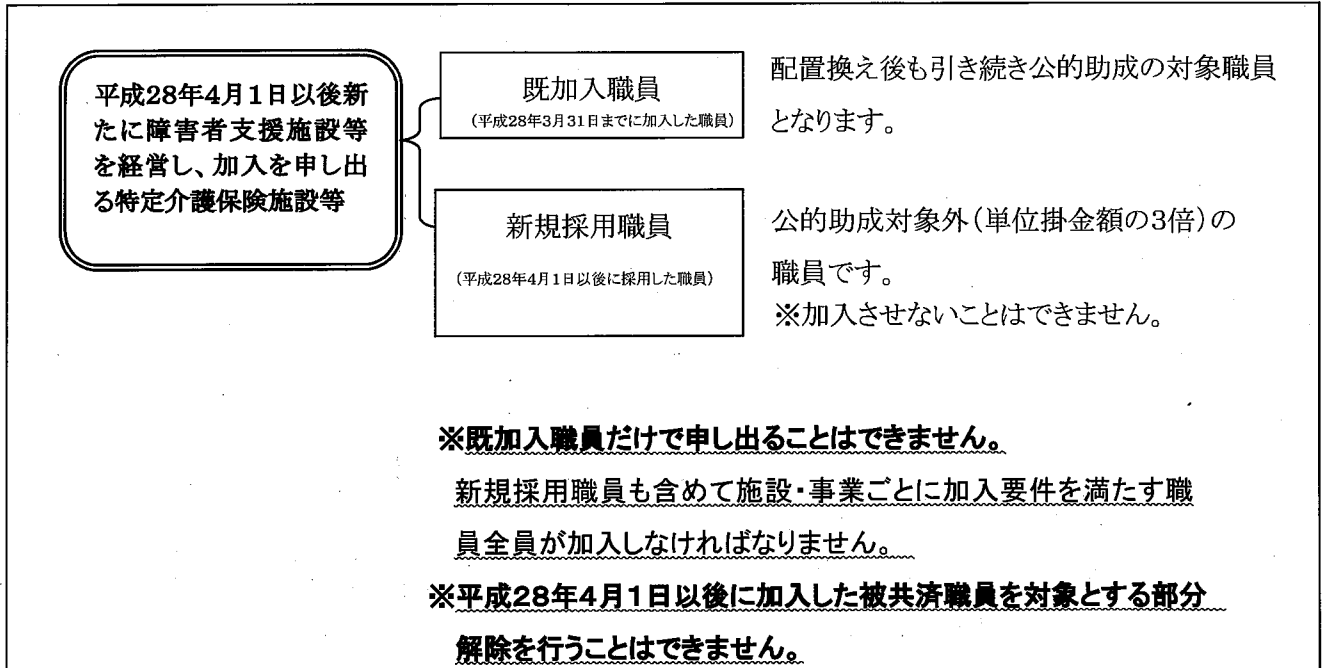 平成28年4月1日以後新
たに障害者支援施設等
を経営し、加入を申し出
る特定介護保険施設等
既加入職員
(平成28年3月31日までに加入した職員)
配置換え後も引き続き公的助成の対象職員
となります。
新規採用職員
(平成28年4月1日以後に採用した職員)
公的助成対象外(単位掛金額の3倍)の
職員です。
※加入させないことはできません。
※既加入職員だけで申し出ることはできません。
新規採用職員も含めて施設・事業ごとに加入要件を満たす職
員全員が加入しなければなりません。
※平成28年4月1日以後に加入した被共済職員を対象とする部分
解除を行うことはできません。